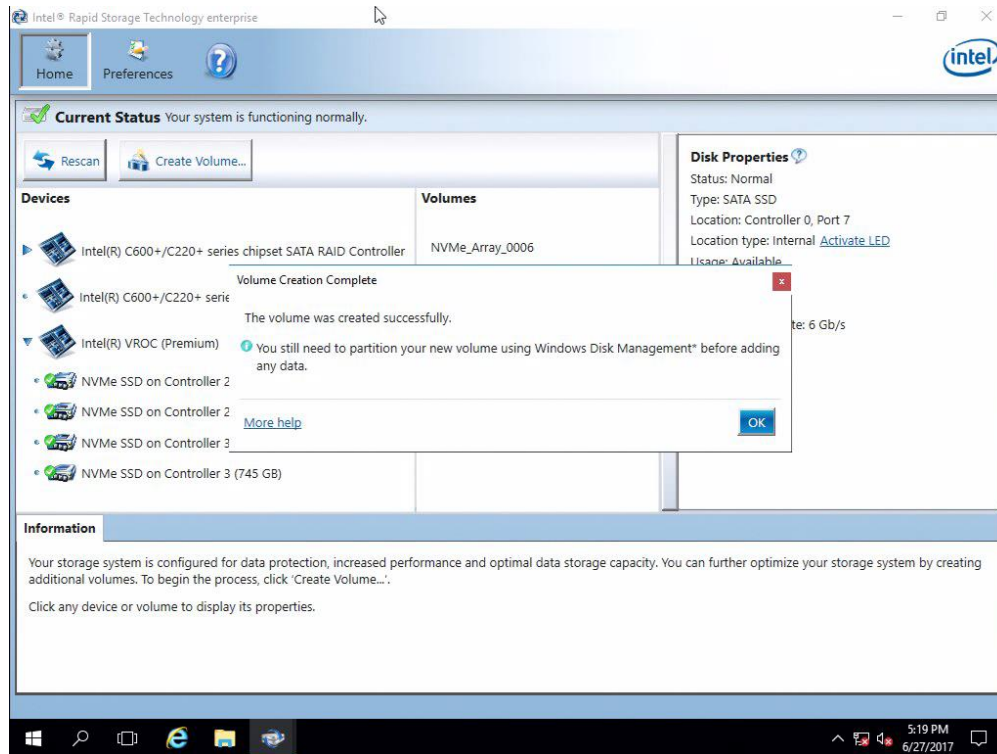 Intel® Rapid Storage Technology enterprise
Home
Preferences
intel
Current Status Your system is functioning normally.
Rescan
Create Volume...
Devices
Volumes
Intel(R) C600+/C220+ series chipset SATA RAID Controller
NVMe_Array_0006
Intel(R) C600+/C220+ serie
Intel(R) VROC (Premium)
NVMe SSD on Controller 2
NVMe SSD on Controller 2
NVMe SSD on Controller 3
NVMe SSD on Controller 3 (745 GB)
Disk Properties
Status: Normal
Type: SATA SSD
Location: Controller 0, Port 7
Location type: Internal Activate LED
Usage: Available
te: 6 Gb/s
Volume Creation Complete
x
The volume was created successfully.
You still need to partition your new volume using Windows Disk Management* before adding
any data.
More help
OK
Information
Your storage system is configured for data protection, increased performance and optimal data storage capacity. You can further optimize your storage system by creating
additional volumes. To begin the process, click 'Create Volume...'.
Click any device or volume to display its properties.
5:19 PM
6/27/2017